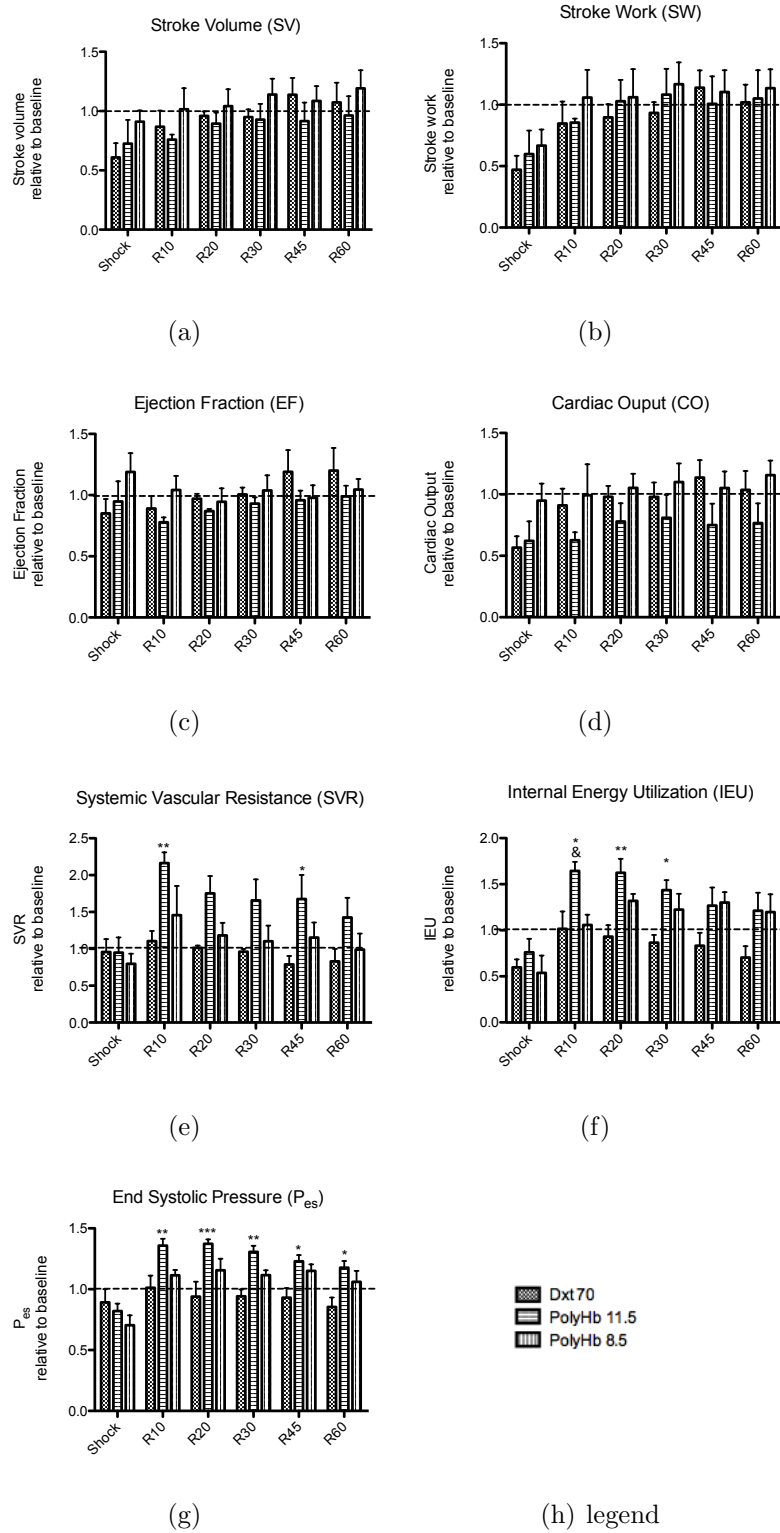 Stroke Volume (SV)
Stroke volume
relative to baseline
1.5
1.0
0.5
0.0
Shock
R10
R20
R30
R45
R60
(a)
Stroke Work (SW)
Stroke work
relative to baseline
1.5
1.0
0.5
0.0
Shock
R10
R20
R30
R45
R60
(b)
Ejection Fraction (EF)
Ejection Fraction
relative to baseline
1.5
1.0
0.5
0.0
Shock
R10
R20
R30
R45
R60
(c)
Cardiac Ouput (CO)
Cardiac Output
relative to baseline
1.5
1.0
0.5
0.0
Shock
R10
R20
R30
R45
R60
(d)
Systemic Vascular Resistance (SVR)
SVR
relative to baseline
2.5
2.0
1.5
1.0
0.5
0.0
**
*
Shock
R10
R20
R30
R45
R60
(e)
Internal Energy Utilization (IEU)
IEU
relative to baseline
2.0
1.5
1.0
0.5
0.0
*
&
**
*
Shock
R10
R20
R30
R45
R60
(f)
End Systolic Pressure (Pes)
Pes
relative to baseline
1.5
1.0
0.5
0.0
**
***
**
*
*
Shock
R10
R20
R30
R45
R60
(g)
Dxt70
PolyHb 11.5
PolyHb 8.5
(h) legend